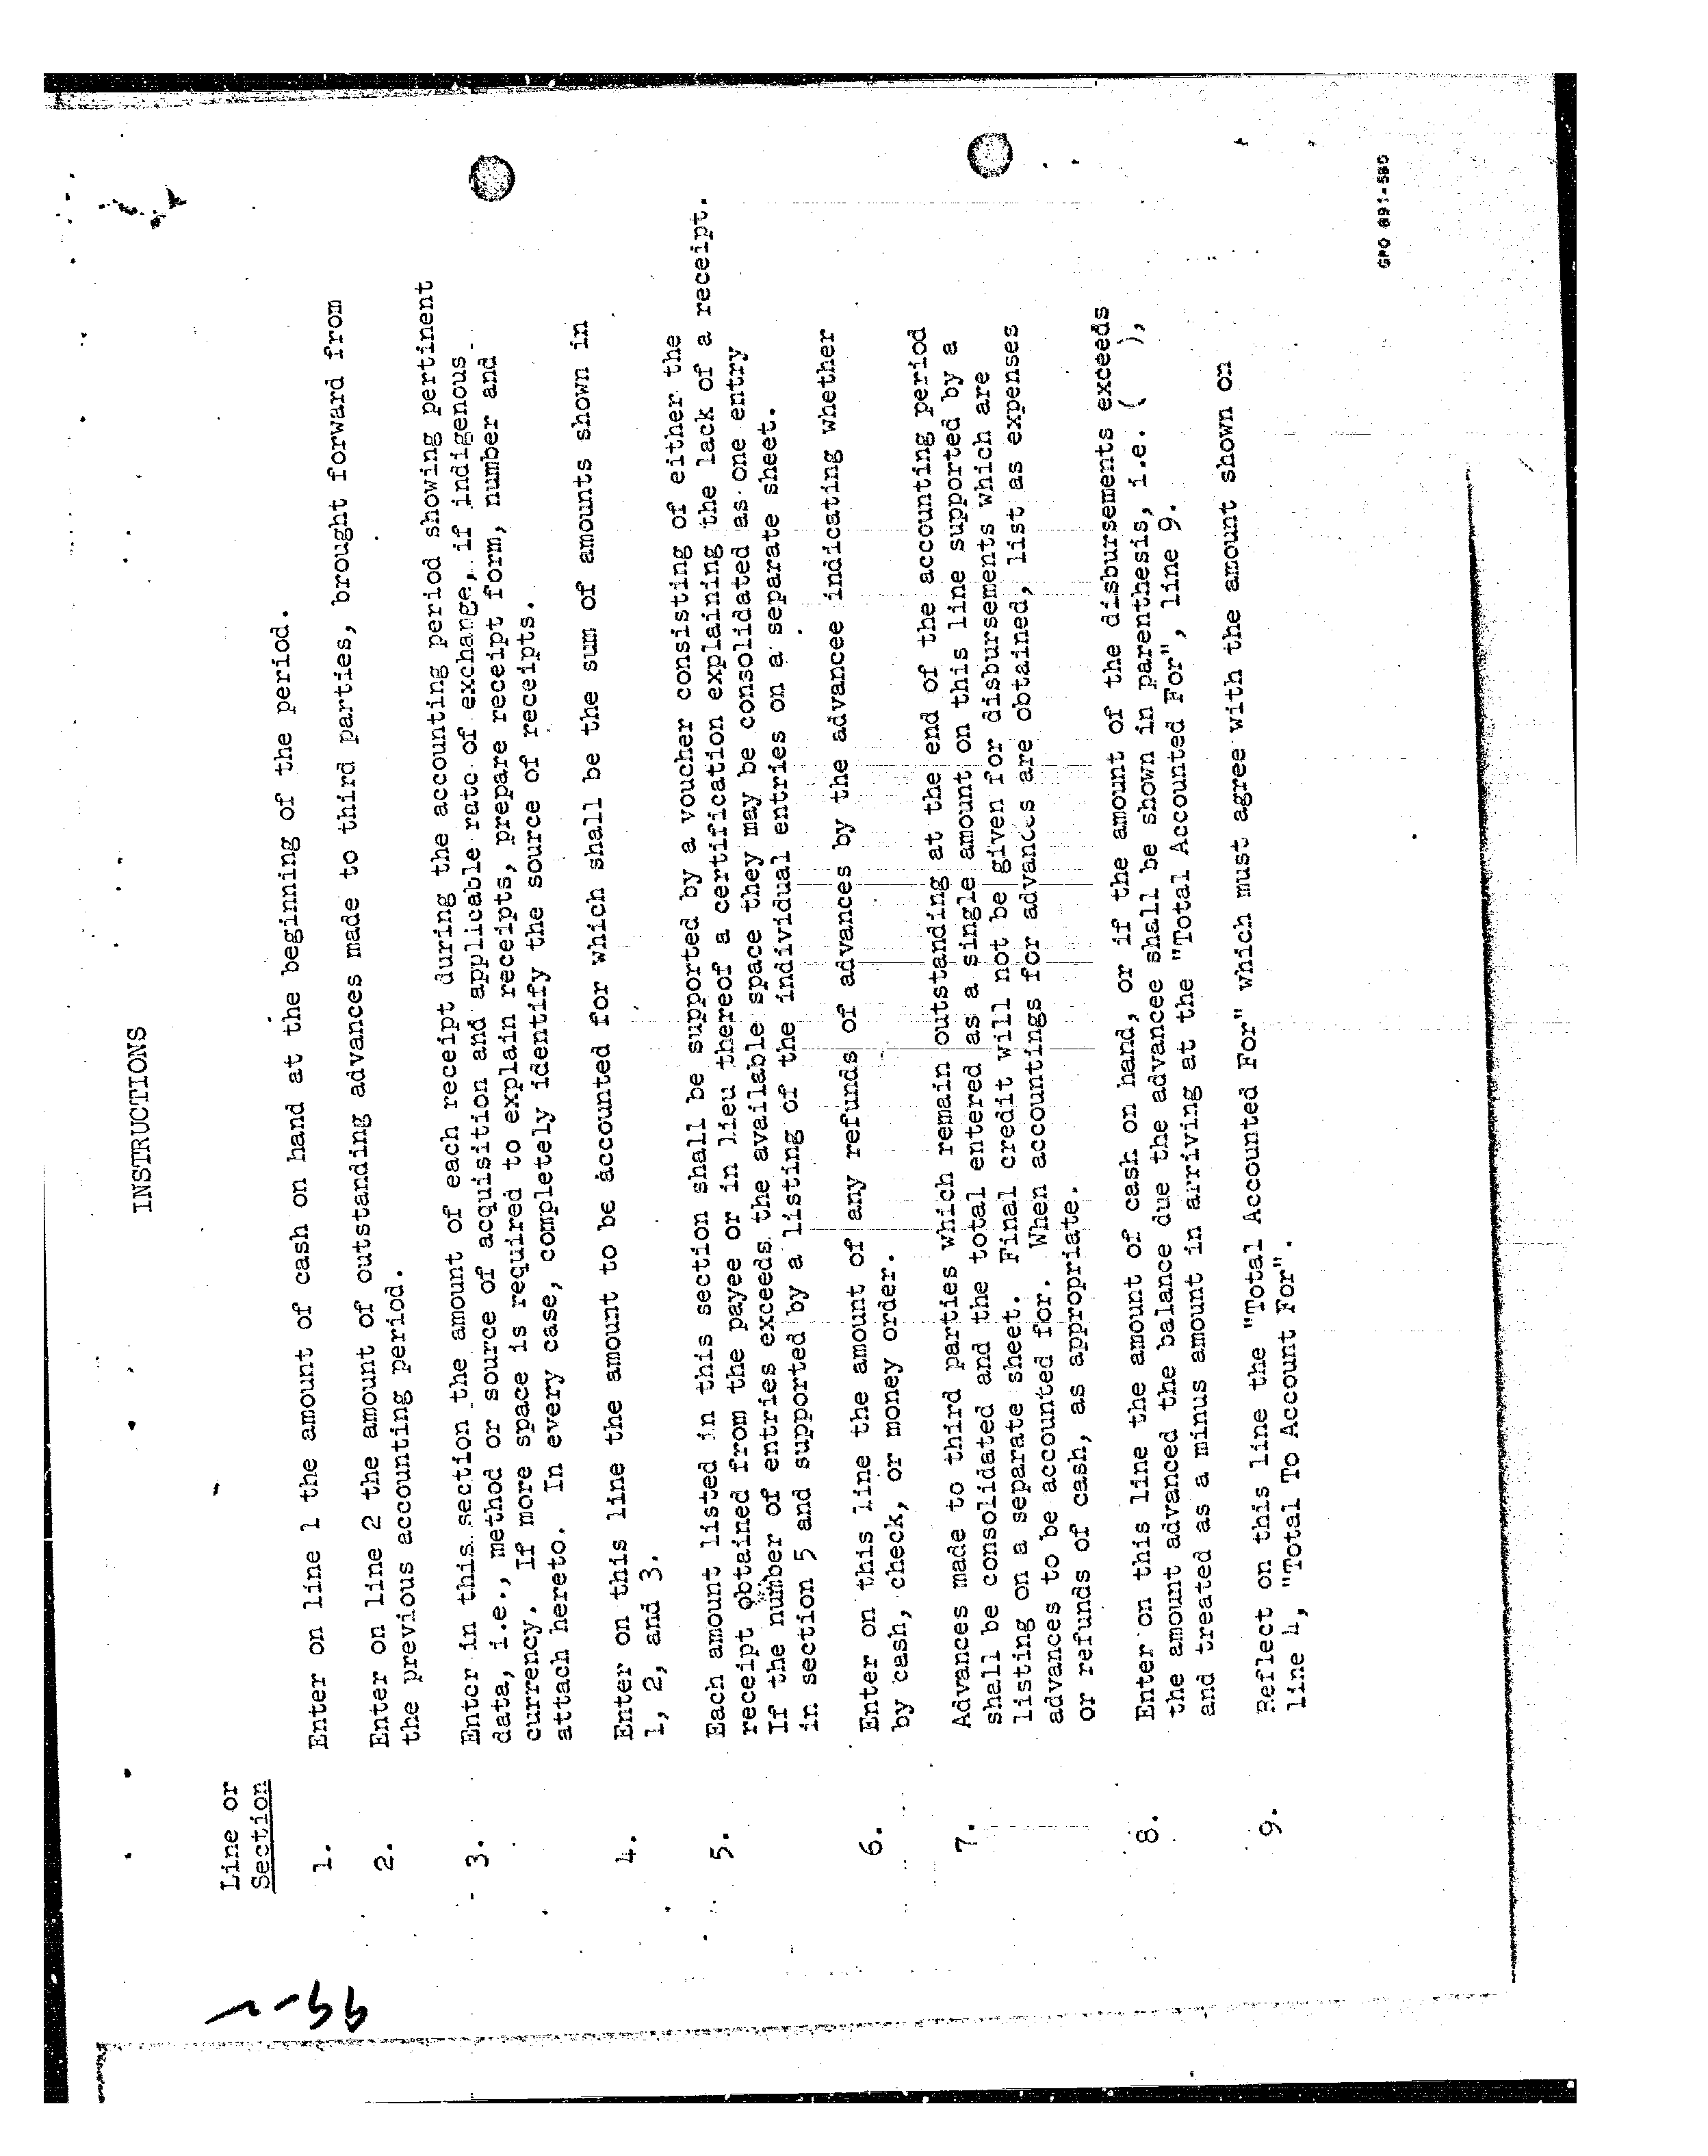 INSTRUCTIONS
Line or
Section
1. Enter on line 1 the amount of cash on hand at the beginning of the period.
2. Enter on line 2 the amount of outstanding advances made to third parties, brought forward from
the previous accounting period.
3. Enter in this section the amount of each receipt during the accounting period showing pertinent
data, i.e., method or source of acquisition and applicable rate of exchange, if indigenous
currency. If more space is required to explain receipts, prepare receipt form, number and
attach hereto. In every case, completely identify the source of receipts.
4. Enter on this line the amount to be accounted for which shall be the sum of amounts shown in
1, 2, and 3.
5. Each amount listed in this section shall be supported by a voucher consisting of either the
receipt obtained from the payee or in lieu thereof a certification explaining the lack of a receipt.
If the number of entries exceeds the available space they may be consolidated as one entry
in section 5 and supported by a listing of the individual entries on a separate sheet.
6. Enter on this line the amount of any refunds of advances by the advancee indicating whether
by cash, check, or money order.
7. Advances made to third parties which remain outstanding at the end of the accounting period
shall be consolidated and the total entered as a single amount on this line supported by a
listing on a separate sheet. Final credit will not be given for disbursements which are
advances to be accounted for. When accountings for advances are obtained, list as expenses
or refunds of cash, as appropriate.
8. Enter on this line the amount of cash on hand, or if the amount of the disbursements exceeds
the amount advanced the balance due the advancee shall be shown in parenthesis, i.e. ( ),
and treated as a minus amount in arriving at the "Total Accounted For", line 9.
9. Reflect on this line the "Total Accounted For" which must agree with the amount shown on
line 4, "Total To Account For".